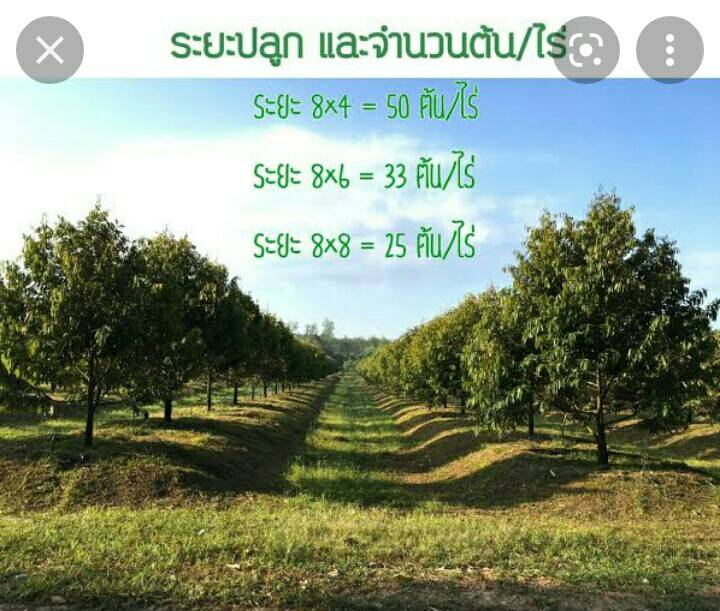 ระยะปลูก และจำนวนต้น/ไร่
ระยะ 8×4 = 50 ต้น/ไร่
ระยะ 8×6 = 33 ต้น/ไร่
ระยะ 8×8 = 25 ต้น/ไร่